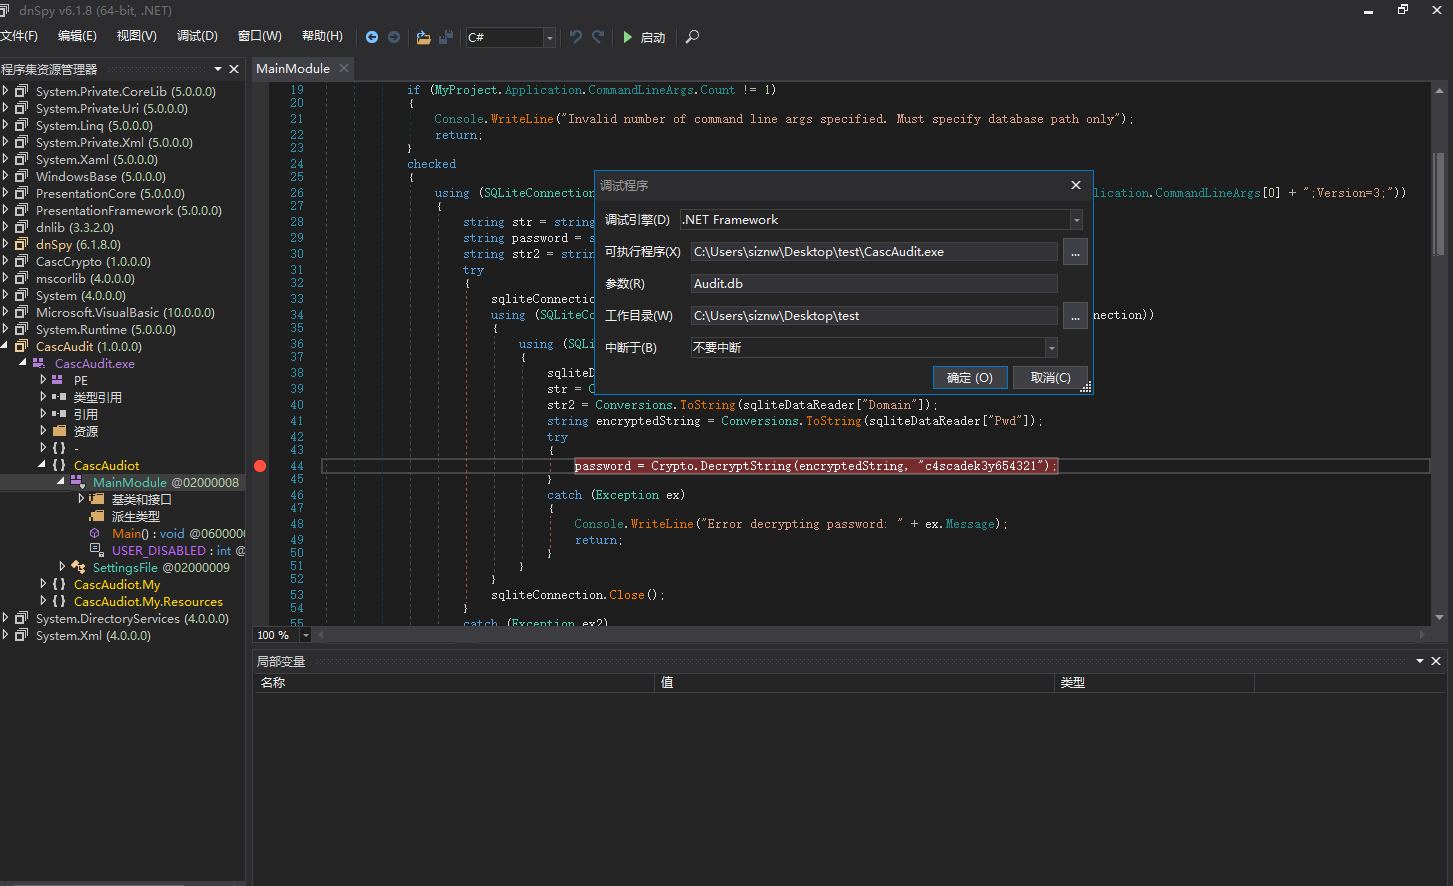 dnSpy v6.1.8 (64-bit, .NET)
文件(F) 编辑(E) 视图(V) 调试(D) 窗口(W) 帮助(H) C# 启动
程序集资源管理器
System.Private.CoreLib (5.0.0.0)
System.Private.Uri (5.0.0.0)
System.Linq (5.0.0.0)
System.Private.Xml (5.0.0.0)
System.Xaml (5.0.0.0)
WindowsBase (5.0.0.0)
PresentationCore (5.0.0.0)
PresentationFramework (5.0.0.0)
dnlib (3.3.2.0)
dnSpy (6.1.8.0)
CascCrypto (1.0.0.0)
mscorlib (4.0.0.0)
System (4.0.0.0)
Microsoft.VisualBasic (10.0.0.0)
System.Runtime (5.0.0.0)
CascAudit (1.0.0.0)
CascAudit.exe
PE
类型引用
引用
资源
{ } -
{ } CascAudiot
MainModule @02000008
基类和接口
派生类型
Main() : void @060000
USER_DISABLED : int @
SettingsFile @02000009
{ } CascAudiot.My
{ } CascAudiot.My.Resources
System.DirectoryServices (4.0.0.0)
System.Xml (4.0.0.0)
MainModule
19 if (MyProject.Application.CommandLineArgs.Count != 1)
20 {
21 Console.WriteLine("Invalid number of command line args specified. Must specify database path only");
22 return;
23 }
24 checked
25 {
26 using (SQLiteConnection plication.CommandLineArgs[0] + ";Version=3;"))
27 {
28 string str = string
29 string password = s
30 string str2 = strin
31 try
32 {
33 sqliteConnectio
34 using (SQLiteCo nection))
35 {
36 using (SQLi
37 {
38 sqliteD
39 str = C
40 str2 = Conversions.ToString(sqliteDataReader["Domain"]);
41 string encryptedString = Conversions.ToString(sqliteDataReader["Pwd"]);
42 try
43 {
44 password = Crypto.DecryptString(encryptedString, "c4scadek3y654321");
45 }
46 catch (Exception ex)
47 {
48 Console.WriteLine("Error decrypting password: " + ex.Message);
49 return;
50 }
51 }
52 }
53 sqliteConnection.Close();
54 }
55 catch (Exception ex2)
100 %
调试程序
调试引擎(D) .NET Framework
可执行程序(X) C:\Users\siznw\Desktop\test\CascAudit.exe ...
参数(R) Audit.db
工作目录(W) C:\Users\siznw\Desktop\test ...
中断于(B) 不要中断
确定 (O) 取消(C)
局部变量
名称 值 类型